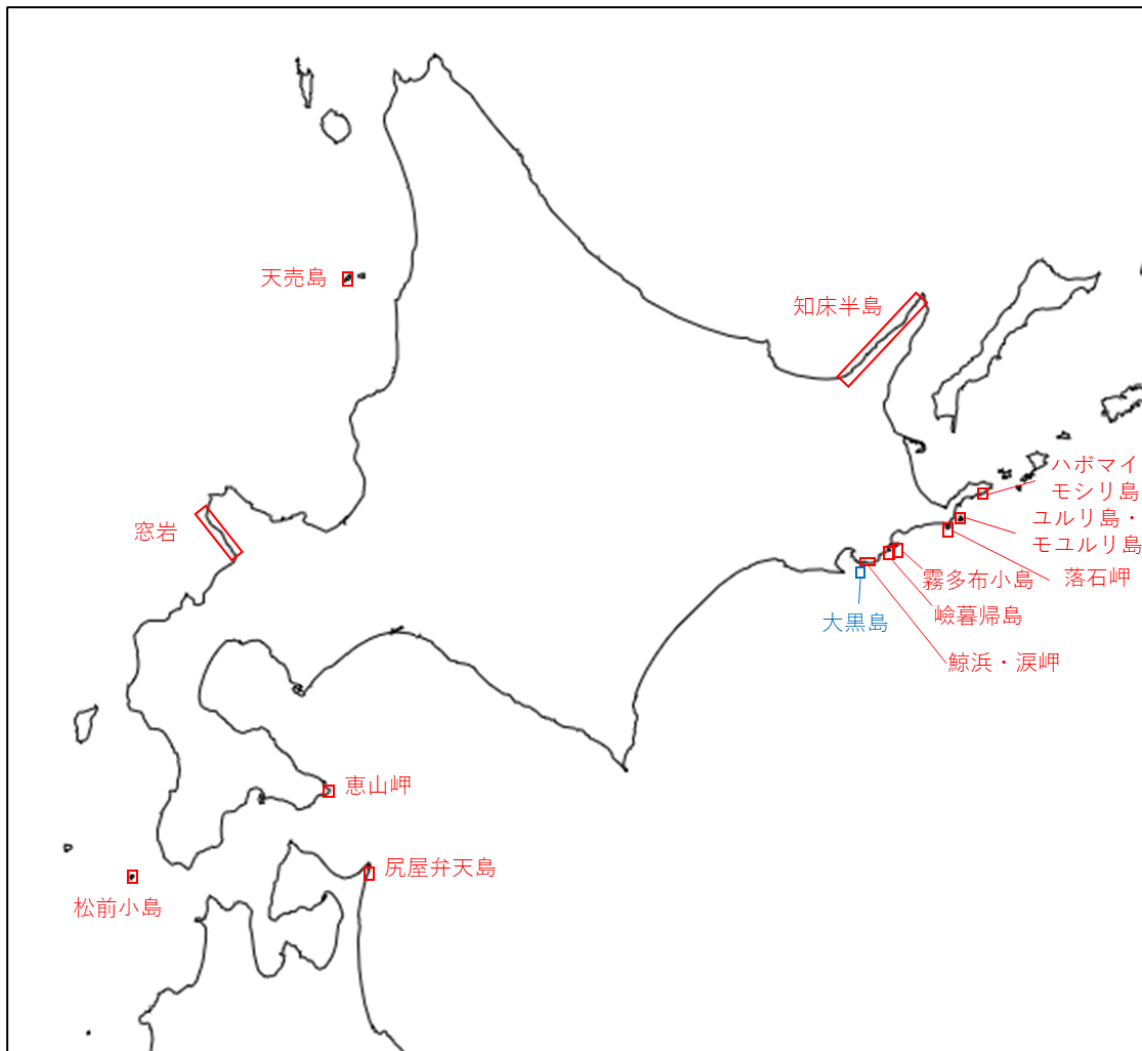 天売島
知床半島
ハボマイ
モシリ島
ユルリ島・
モユルリ島
窓岩
霧多布小島
落石岬
嶮暮帰島
大黒島
鯨浜・涙岬
恵山岬
尻屋弁天島
松前小島